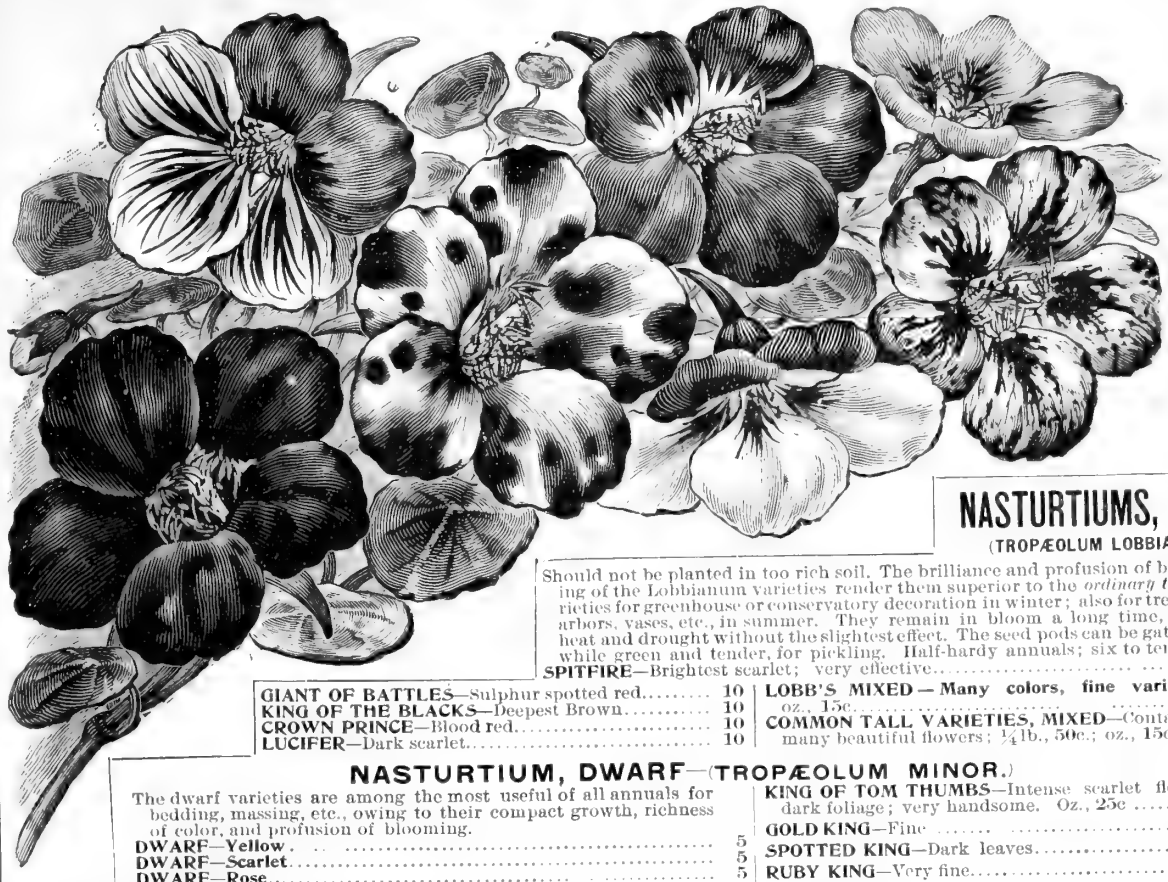 NASTURTIUMS,
(TROPÆOLUM LOBBIA
Should not be planted in too rich soil. The brilliance and profusion of b
ing of the Lobbianum varieties render them superior to the ordinary t
rieties for greenhouse or conservatory decoration in winter; also for tre
arbors, vases, etc., in summer. They remain in bloom a long time,
heat and drought without the slightest effect. The seed pods can be gat
while green and tender, for pickling. Half-hardy annuals; six to ten
SPITFIRE—Brightest scarlet; very effective
GIANT OF BATTLES—Sulphur spotted red........ 10
KING OF THE BLACKS—Deepest Brown............ 10
CROWN PRINCE—Blood red........................ 10
LUCIFER—Dark scarlet........................... 10
LOBB'S MIXED—Many colors, fine vari
oz., 15c.........................
COMMON TALL VARIETIES, MIXED—Conta
many beautiful flowers; ¼ lb., 50c.; oz., 15c
NASTURTIUM, DWARF—(TROPÆOLUM MINOR.)
The dwarf varieties are among the most useful of all annuals for
bedding, massing, etc., owing to their compact growth, richness
of color, and profusion of blooming.
DWARF—Yellow........................ 5
DWARF—Scarlet........................ 5
DWARF—Rose........................ 5
KING OF TOM THUMBS—Intense scarlet flo
dark foliage; very handsome. Oz., 25c .....
GOLD KING—Fine .......
SPOTTED KING—Dark leaves...............
RUBY KING—Very fine........................